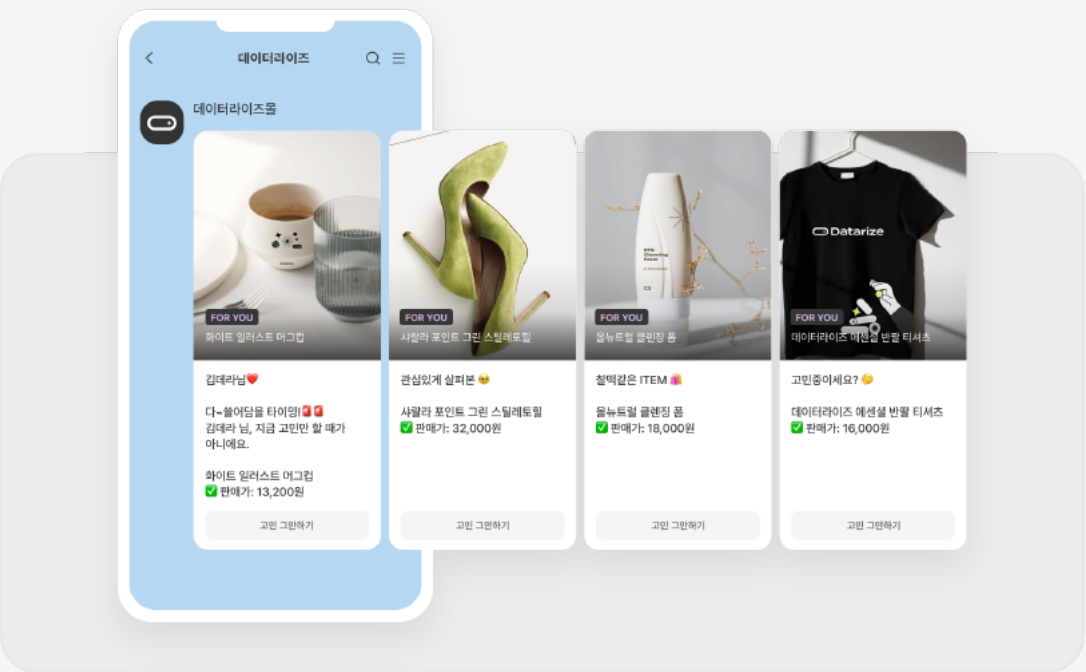 데이터라이즈
데이터라이즈몰
FOR YOU
화이트 일러스트 머그컵
김데라님❤️
다~쓸어담을 타이밍!🚨🚨
김데라 님, 지금 고민만 할 때가
아니에요.
화이트 일러스트 머그컵
✅ 판매가: 13,200원
고민 그만하기
FOR YOU
샤랄라 포인트 그린 스틸레토힐
관심있게 살펴본 🥹
샤랄라 포인트 그린 스틸레토힐
✅ 판매가: 32,000원
고민 그만하기
FOR YOU
올뉴트럴 클렌징 폼
찰떡같은 ITEM 🛍️
올뉴트럴 클렌징 폼
✅ 판매가: 18,000원
고민 그만하기
Datarize
FOR YOU
데이터라이즈 에센셜 반팔 티셔츠
고민중이세요? 🤔
데이터라이즈 에센셜 반팔 티셔츠
✅ 판매가: 16,000원
고민 그만하기